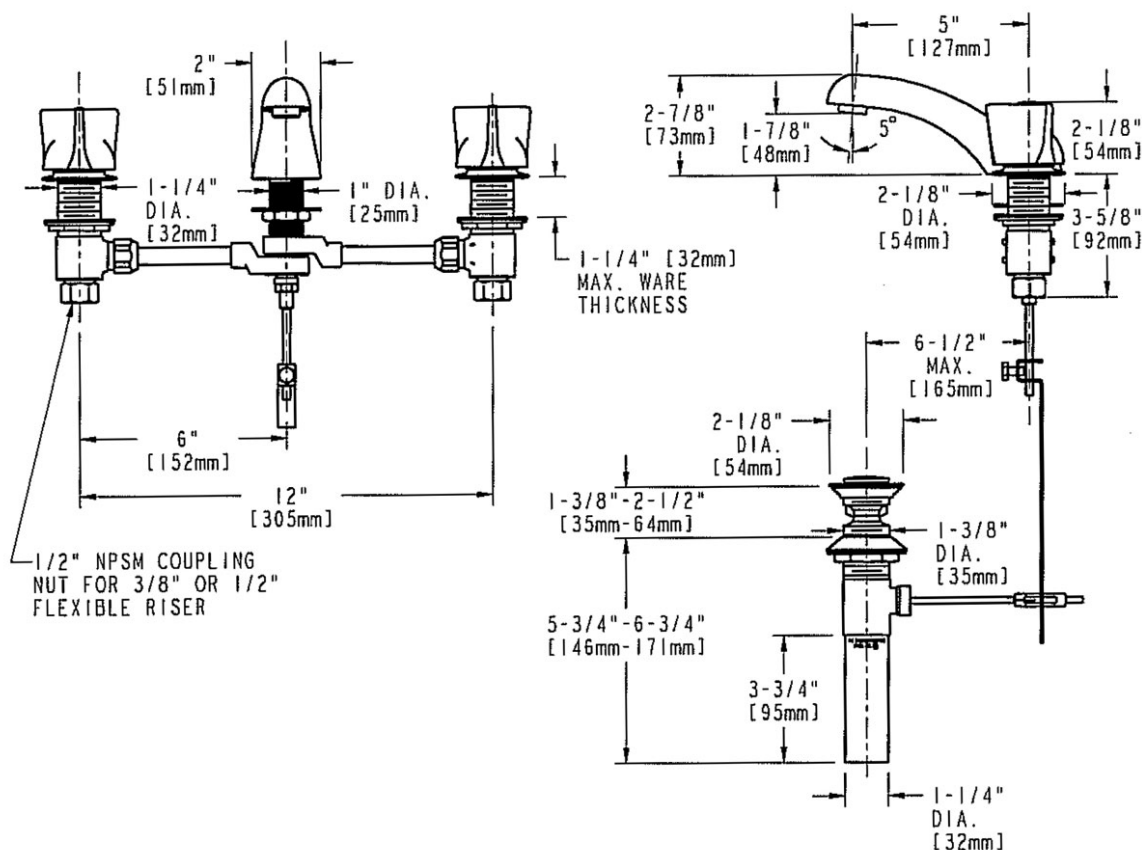 2"
[51mm]
1-1/4"
DIA.
[32mm]
1" DIA.
[25mm]
1-1/4" [32mm]
MAX. WARE
THICKNESS
6"
[152mm]
12"
[305mm]
1/2" NPSM COUPLING
NUT FOR 3/8" OR 1/2"
FLEXIBLE RISER
5"
[127mm]
2-7/8"
[73mm]
1-7/8"
[48mm]
5°
2-1/8"
[54mm]
2-1/8"
DIA.
[54mm]
3-5/8"
[92mm]
6-1/2"
MAX.
[165mm]
2-1/8"
DIA.
[54mm]
1-3/8"-2-1/2"
[35mm-64mm]
1-3/8"
DIA.
[35mm]
5-3/4"-6-3/4"
[146mm-171mm]
3-3/4"
[95mm]
1-1/4"
DIA.
[32mm]